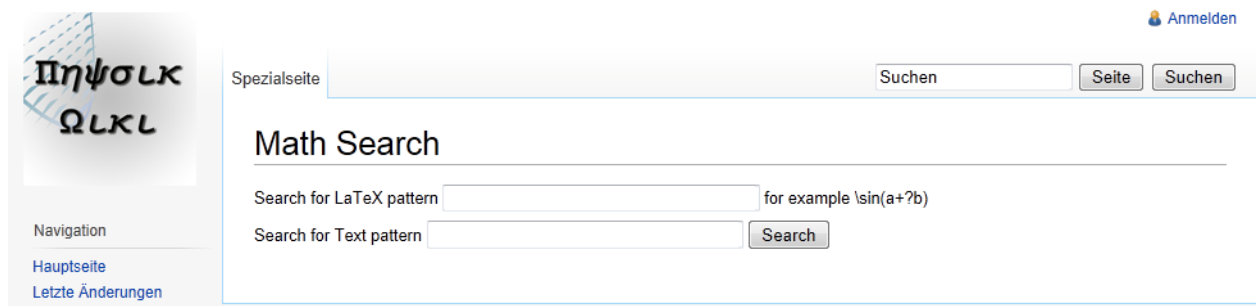 Anmelden
Πηψσικ
Ωικι
Spezialseite
Suchen Seite Suchen
Math Search
Search for LaTeX pattern for example \sin(a+?b)
Search for Text pattern Search
Navigation
Hauptseite
Letzte Änderungen